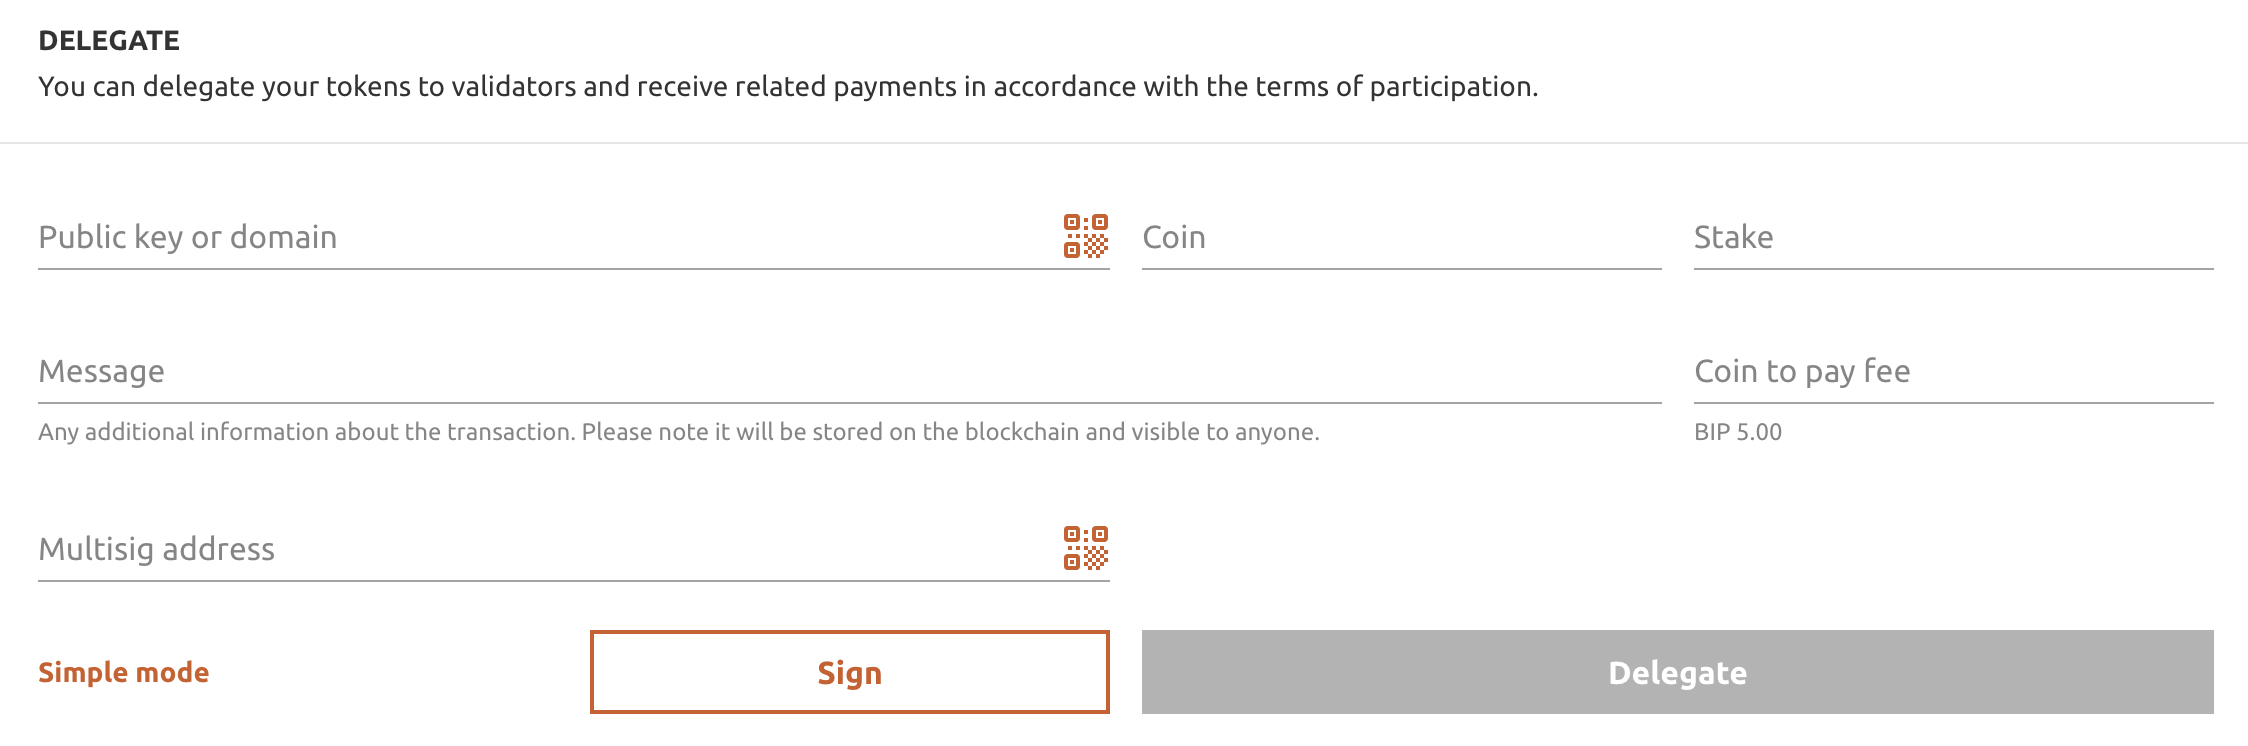 DELEGATE
You can delegate your tokens to validators and receive related payments in accordance with the terms of participation.
Public key or domain
Coin
Stake
Message
Coin to pay fee
Any additional information about the transaction. Please note it will be stored on the blockchain and visible to anyone.
BIP 5.00
Multisig address
Simple mode
Sign
Delegate